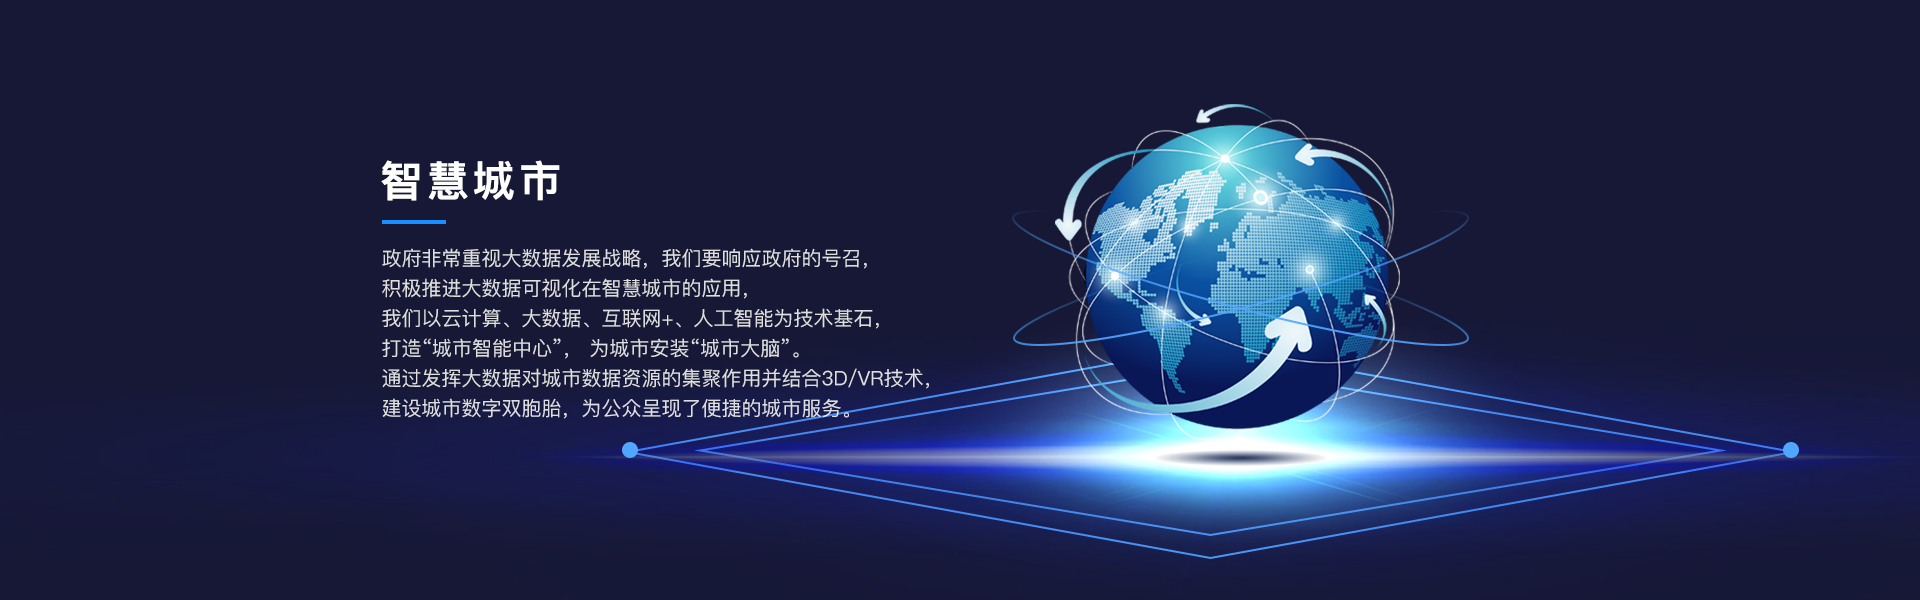 智慧城市
政府非常重视大数据发展战略，我们要响应政府的号召，
积极推进大数据可视化在智慧城市的应用，
我们以云计算、大数据、互联网+、人工智能为技术基石，
打造“城市智能中心”， 为城市安装“城市大脑”。
通过发挥大数据对城市数据资源的集聚作用并结合3D/VR技术，
建设城市数字双胞胎，为公众呈现了便捷的城市服务。